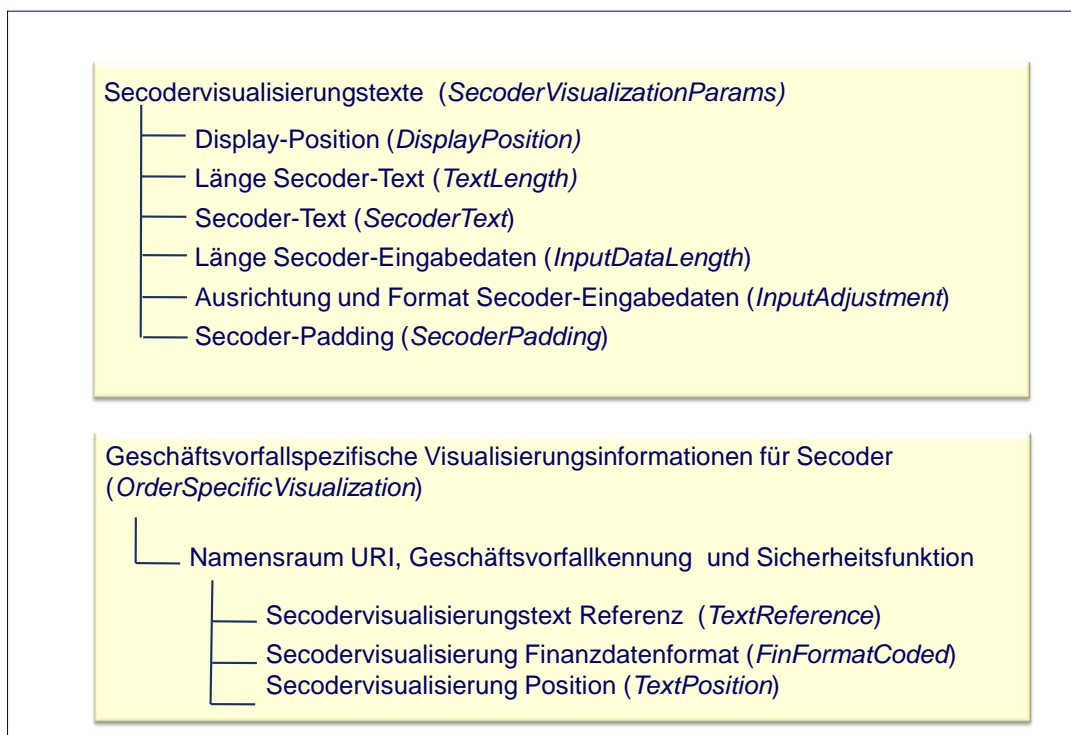 Secodervisualisierungstexte (SecoderVisualizationParams)
Display-Position (DisplayPosition)
Länge Secoder-Text (TextLength)
Secoder-Text (SecoderText)
Länge Secoder-Eingabedaten (InputDataLength)
Ausrichtung und Format Secoder-Eingabedaten (InputAdjustment)
Secoder-Padding (SecoderPadding)
Geschäftsvorfallspezifische Visualisierungsinformationen für Secoder
(OrderSpecificVisualization)
Namensraum URI, Geschäftsvorfallkennung und Sicherheitsfunktion
Secodervisualisierungstext Referenz (TextReference)
Secodervisualisierung Finanzdatenformat (FinFormatCoded)
Secodervisualisierung Position (TextPosition)